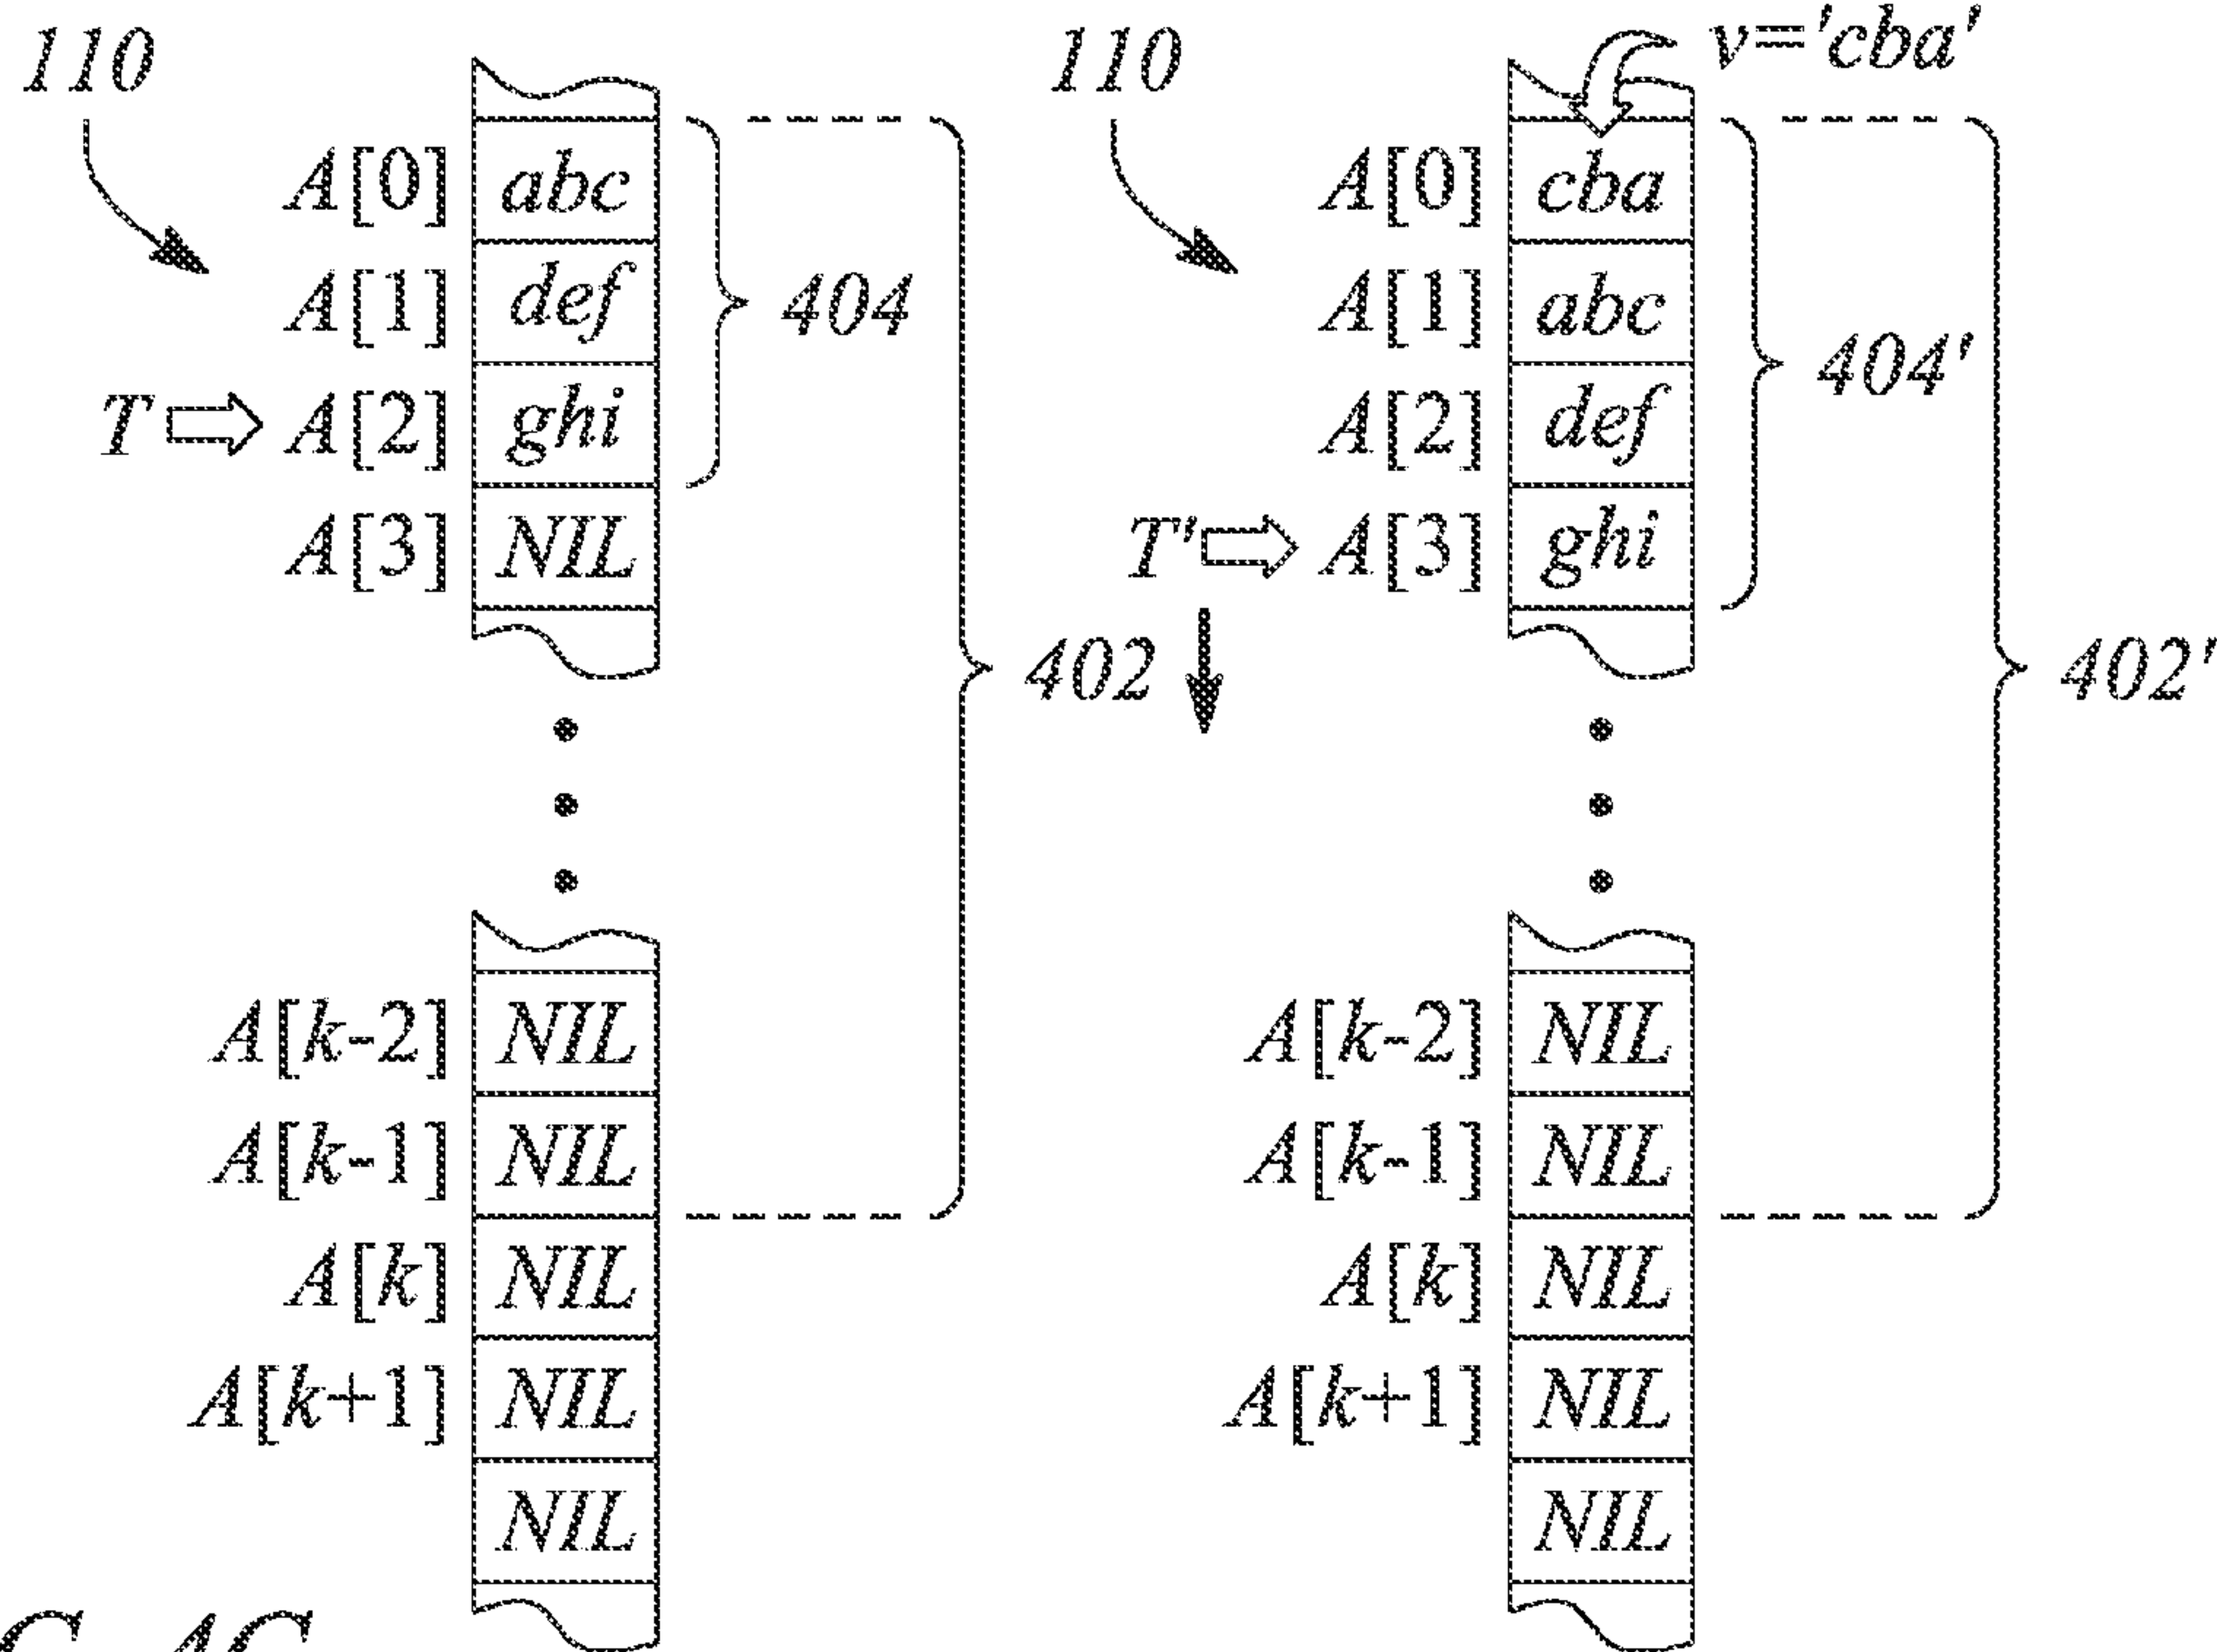 110
A[0] abc
A[1] def 404
T A[2] ghi
A[3] NIL
402
A[k-2] NIL
A[k-1] NIL
A[k] NIL
A[k+1] NIL
NIL
110 v='cba'
A[0] cba
A[1] abc
404'
A[2] def
T' A[3] ghi
402'
A[k-2] NIL
A[k-1] NIL
A[k] NIL
A[k+1] NIL
NIL